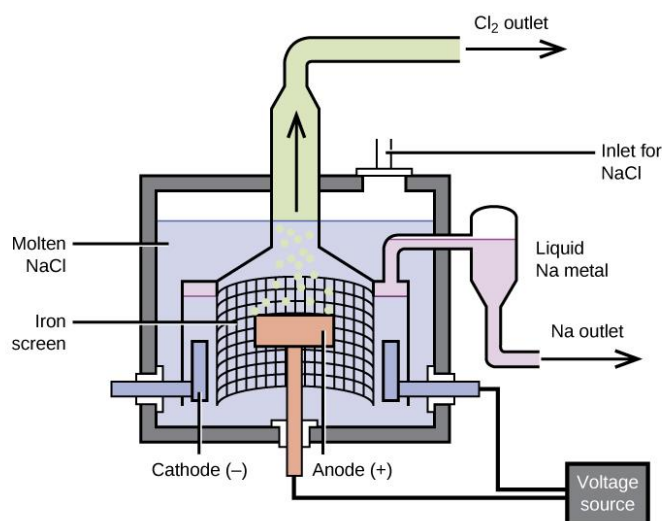 Cl₂ outlet
Inlet for
NaCl
Molten
NaCl
Liquid
Na metal
Iron
screen
Na outlet
Cathode (–)
Anode (+)
Voltage
source